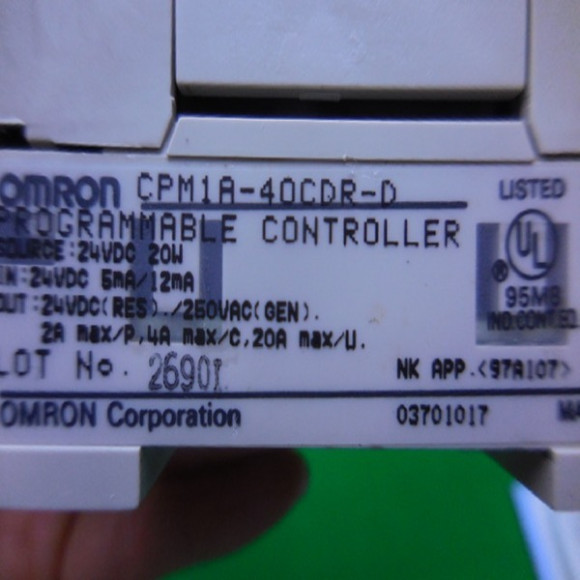 OMRON CPM1A-40CDR-D
PROGRAMMABLE CONTROLLER
SOURCE:24VDC 20W
IN:24VDC 5mA/12mA
OUT:24VDC(RES)./250VAC(GEN).
2A max/P,4A max/C,20A max/U.
LOT No. 2690
NK APP.<97A107>
OMRON Corporation 03701017
LISTED
UL
®
95M8
IND.CONT.EQ